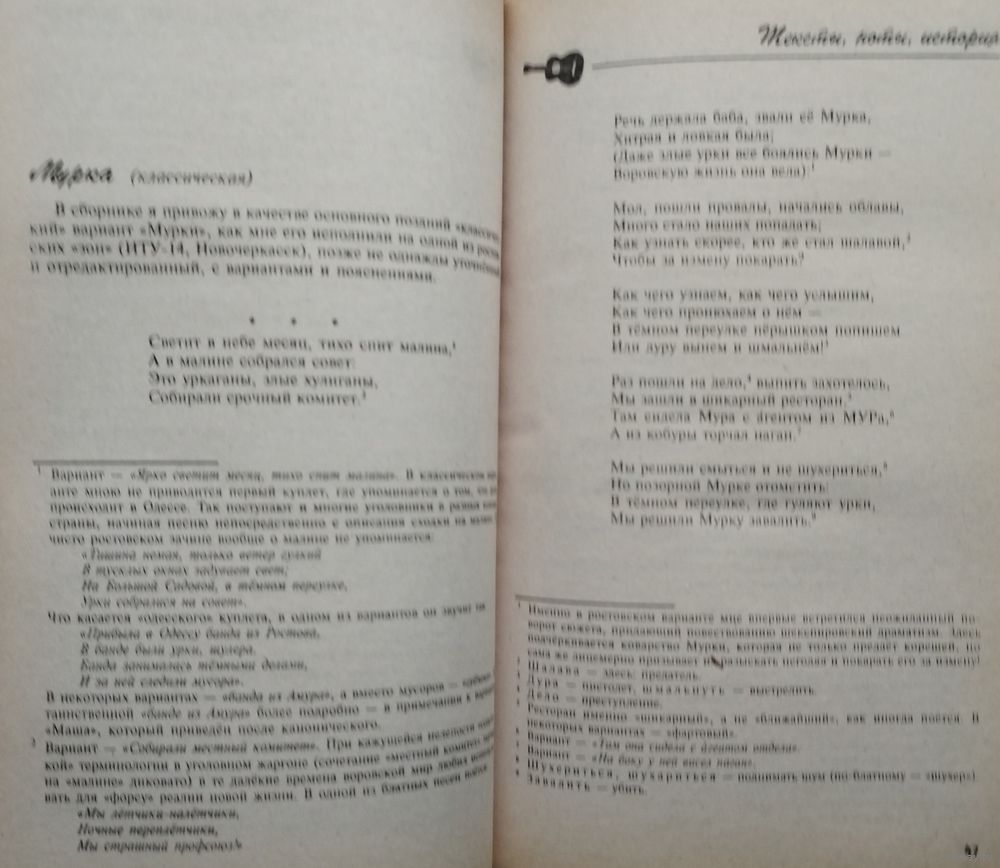 Мурка (классическая)
В сборнике я привожу в качестве основного поздний «классичес-
кий» вариант «Мурки», как мне его исполнили на одной из
ских «зон» (ИТУ-14, Новочеркасск), позже не однажды
и отредактированный, с вариантами и пояснениями.
* * *
Светит в небе месяц, тихо спит малина,¹
А в малине собрался совет:
Это уркаганы, злые хулиганы,
Собирали срочный комитет.²
¹ Вариант — «Ярко светит месяц, тихо спит малина». В классическом
анте мною не приводится первый куплет, где упоминается о том, что
происходит в Одессе. Так поступают и многие уголовники в разных
страны, начиная песню непосредственно с описания сходки на
чисто ростовском зачине вообще о малине не упоминается:
«Тишина немая, только ветер гулкий
В тусклых окнах задувает свет;
На Большой Садовой, в тёмном переулке,
Урки собралися на совет».
Что касается «одесского» куплета, в одном из вариантов он звучит
«Прибыла в Одессу банда из Ростова,
В банде были урки, шулера.
Банда занималась тёмными делами,
И за ней следили мусора».
В некоторых вариантах — «банда из Амура», а вместо мусоров —
таинственной «банде из Амура» более подробно — в примечании к
«Маша», который приведён после канонического.
² Вариант — «Собирали местный комитет». При кажущейся нелепости
кой» терминологии в уголовном жаргоне (сочетание «местный комитет»
на «малине» диковато) в те далёкие времена воровской мир любил
вать для «форсу» реалии новой жизни. В одной из блатных песен
«Мы лётчики-налётчики,
Ночные переплётчики,
Мы страшный профсоюз!»
Тексты, ноты, история
Речь держала баба, звали её Мурка,
Хитрая и ловкая была;
(Даже злые урки все боялись Мурки —
Воровскую жизнь она вела):¹
Мол, пошли провалы, начались облавы,
Много стало наших попадать;
Как узнать скорее, кто же стал шалавой,²
Чтобы за измену покарать?
Как чего узнаем, как чего услышим,
Как чего пронюхаем о нём —
В тёмном переулке пёрышком попишем
Или дуру вынем и шмальнём!³
Раз пошли на дело,⁴ выпить захотелось,
Мы зашли в шикарный ресторан.⁵
Там сидела Мура с агентом из МУРа,⁶
А из кобуры торчал наган.⁷
Мы решили смыться и не шухериться,⁸
Но позорной Мурке отомстить:
В тёмном переулке, где гуляют урки,
Мы решили Мурку завалить.⁹
¹ Именно в ростовском варианте мне впервые встретился неожиданный по-
ворот сюжета, придающий повествованию шекспировский драматизм. Здесь
подчеркивается коварство Мурки, которая не только предаёт корешей, но
сама же лицемерно призывает их разыскать негодяя и покарать его за измену!
² Шалава — здесь: предатель.
³ Дура — пистолет, шмальнуть — выстрелить.
⁴ Дело — преступление.
⁵ Ресторан именно «шикарный», а не «ближайший», как иногда поётся. В
некоторых вариантах — «фартовый».
⁶ Вариант — «Там она сидела с агентом отдела».
⁷ Вариант — «На боку у ней висел наган».
⁸ Шухериться, шухариться — поднимать шум (по-блатному — «шухер»).
⁹ Завалить — убить.